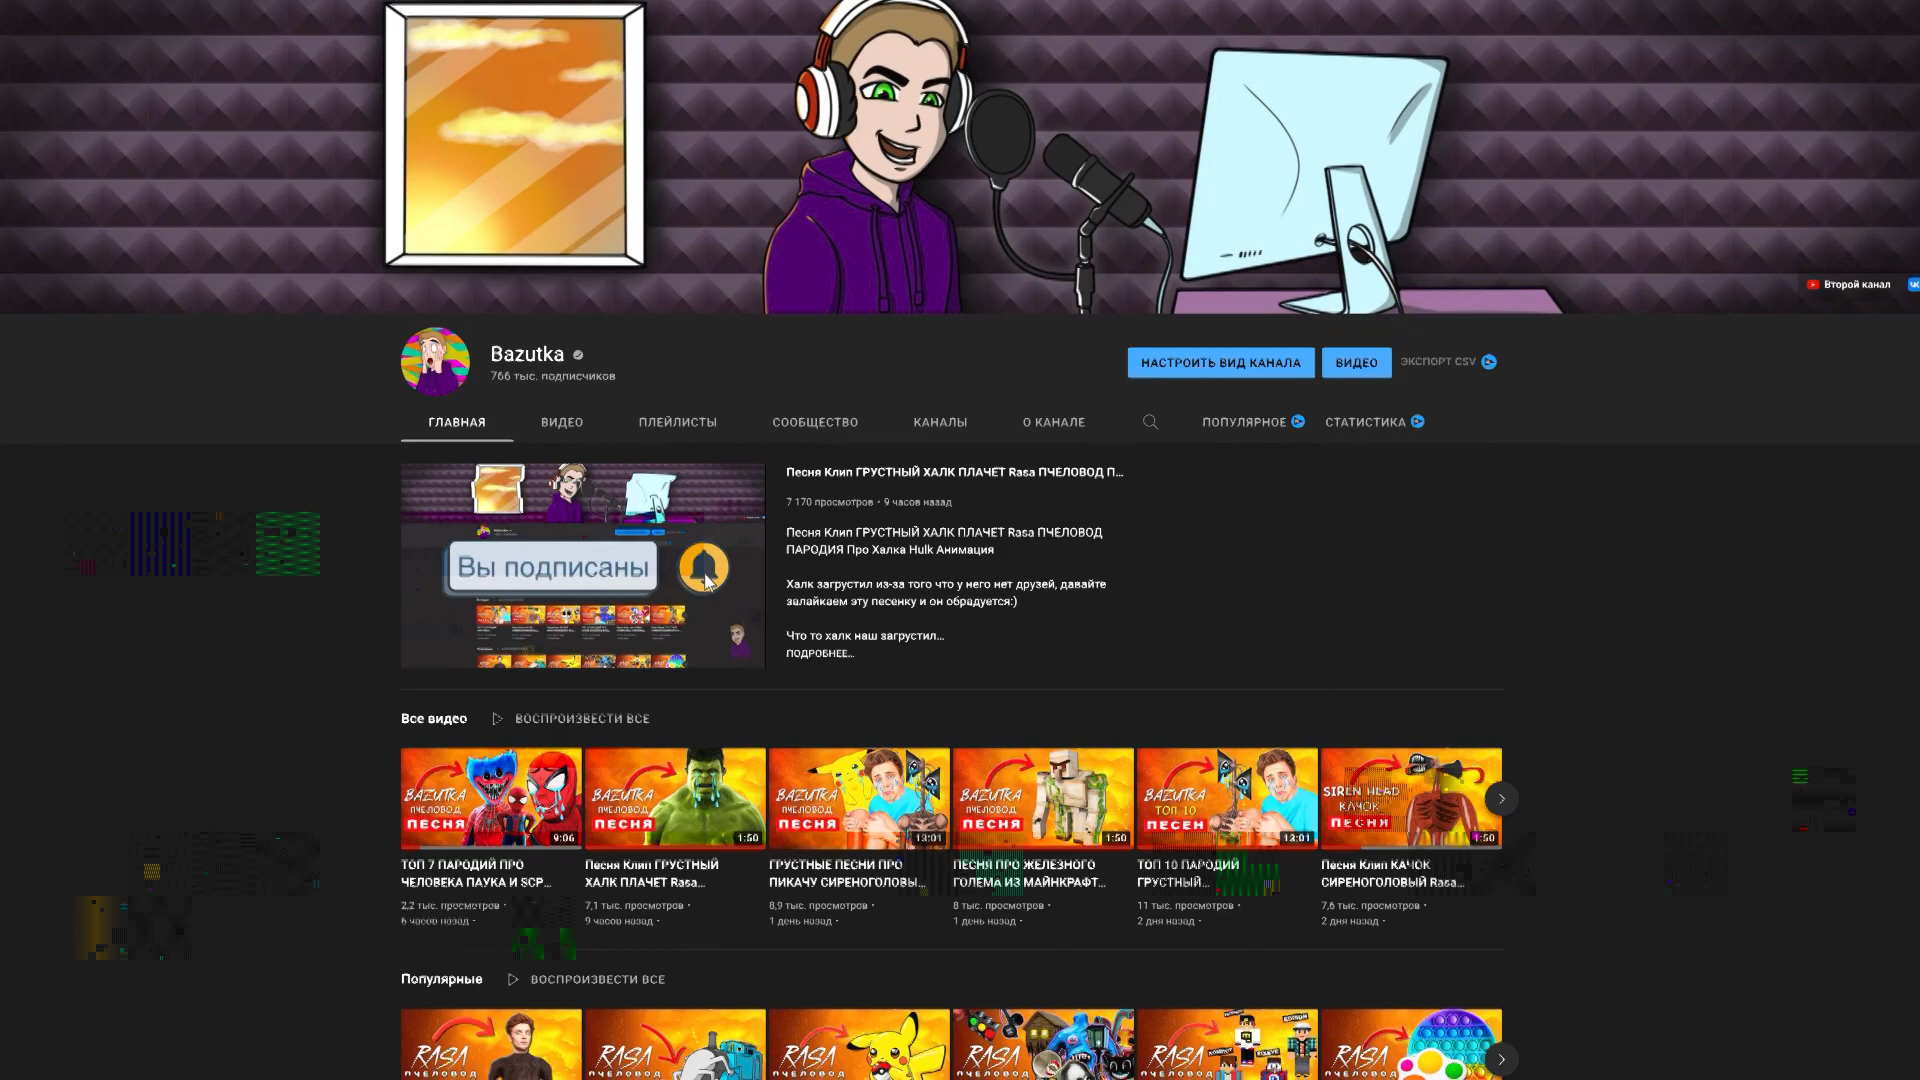 Второй канал
Bazutka
766 тыс. подписчиков
НАСТРОИТЬ ВИД КАНАЛА
ВИДЕО
ЭКСПОРТ CSV
ГЛАВНАЯ
ВИДЕО
ПЛЕЙЛИСТЫ
СООБЩЕСТВО
КАНАЛЫ
О КАНАЛЕ
ПОПУЛЯРНОЕ
СТАТИСТИКА
Вы подписаны
Песня Клип ГРУСТНЫЙ ХАЛК ПЛАЧЕТ Rasa ПЧЕЛОВОД П...
7 170 просмотров • 9 часов назад
Песня Клип ГРУСТНЫЙ ХАЛК ПЛАЧЕТ Rasa ПЧЕЛОВОД
ПАРОДИЯ Про Халка Hulk Анимация
Халк загрустил из-за того что у него нет друзей, давайте
залайкаем эту песенку и он обрадуется:)
Что то халк наш загрустил...
ПОДРОБНЕЕ...
Все видео
ВОСПРОИЗВЕСТИ ВСЕ
BAZUTKA
ПЧЕЛОВОД
ПЕСНЯ
9:06
BAZUTKA
ПЧЕЛОВОД
ПЕСНЯ
1:50
BAZUTKA
ПЧЕЛОВОД
ПЕСНЯ
13:01
BAZUTKA
ПЧЕЛОВОД
ПЕСНЯ
1:50
BAZUTKA
ТОП 10
ПЕСЕН
13:01
SIREN HEAD
КАЧОК
ПЕСНЯ
1:50
ТОП 7 ПАРОДИЙ ПРО
ЧЕЛОВЕКА ПАУКА И SCP...
2,2 тыс. просмотров •
6 часов назад •
Песня Клип ГРУСТНЫЙ
ХАЛК ПЛАЧЕТ Rasa...
7,1 тыс. просмотров •
9 часов назад •
ГРУСТНЫЕ ПЕСНИ ПРО
ПИКАЧУ СИРЕНОГОЛОВЫ...
8,9 тыс. просмотров •
1 день назад •
ПЕСНЯ ПРО ЖЕЛЕЗНОГО
ГОЛЕМА ИЗ МАЙНКРАФТ...
8 тыс. просмотров •
1 день назад •
ТОП 10 ПАРОДИЙ
ГРУСТНЫЙ...
11 тыс. просмотров •
2 дня назад •
Песня Клип КАЧОК
СИРЕНОГОЛОВЫЙ Rasa...
7,6 тыс. просмотров •
2 дня назад •
Популярные
ВОСПРОИЗВЕСТИ ВСЕ
RASA
ПЧЕЛОВОД
RASA
ПЧЕЛОВОД
RASA
ПЧЕЛОВОД
RASA
ПЧЕЛОВОД
RASA
ПЧЕЛОВОД
RASA
ПЧЕЛОВОД